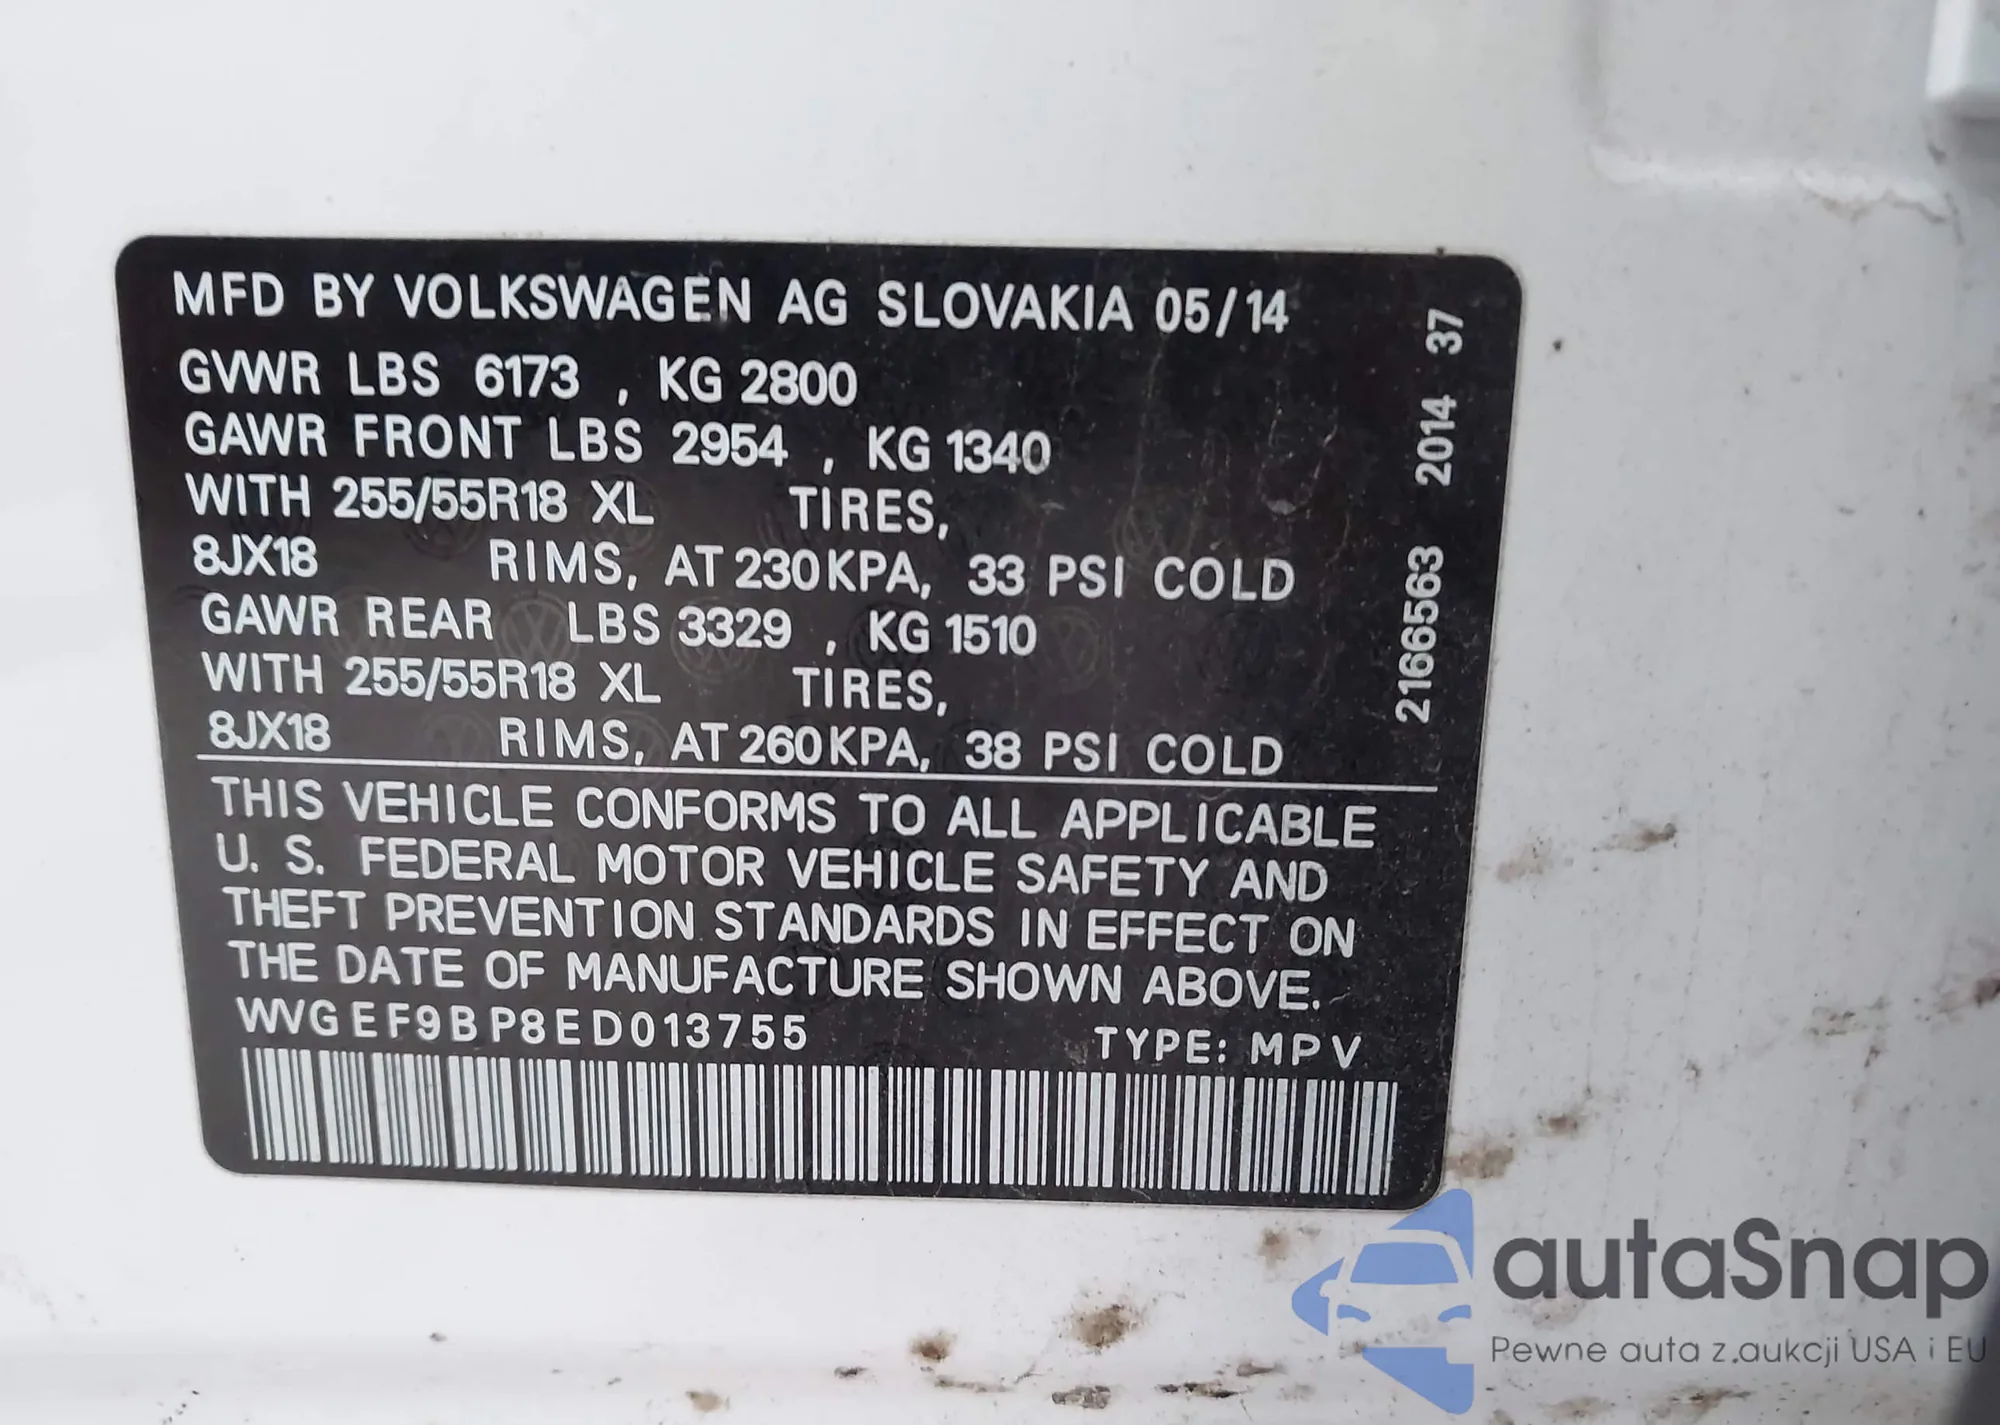 MFD BY VOLKSWAGEN AG SLOVAKIA 05/14
GVWR LBS 6173 , KG 2800
GAWR FRONT LBS 2954 , KG 1340
WITH 255/55R18 XL TIRES,
8JX18 RIMS, AT 230KPA, 33 PSI COLD
GAWR REAR LBS 3329 , KG 1510
WITH 255/55R18 XL TIRES,
8JX18 RIMS, AT 260KPA, 38 PSI COLD
THIS VEHICLE CONFORMS TO ALL APPLICABLE
U. S. FEDERAL MOTOR VEHICLE SAFETY AND
THEFT PREVENTION STANDARDS IN EFFECT ON
THE DATE OF MANUFACTURE SHOWN ABOVE.
WVGEF9BP8ED013755 TYPE: MPV
21665563 2014 37
autaSnap
Pewne auta z aukcji USA i EU